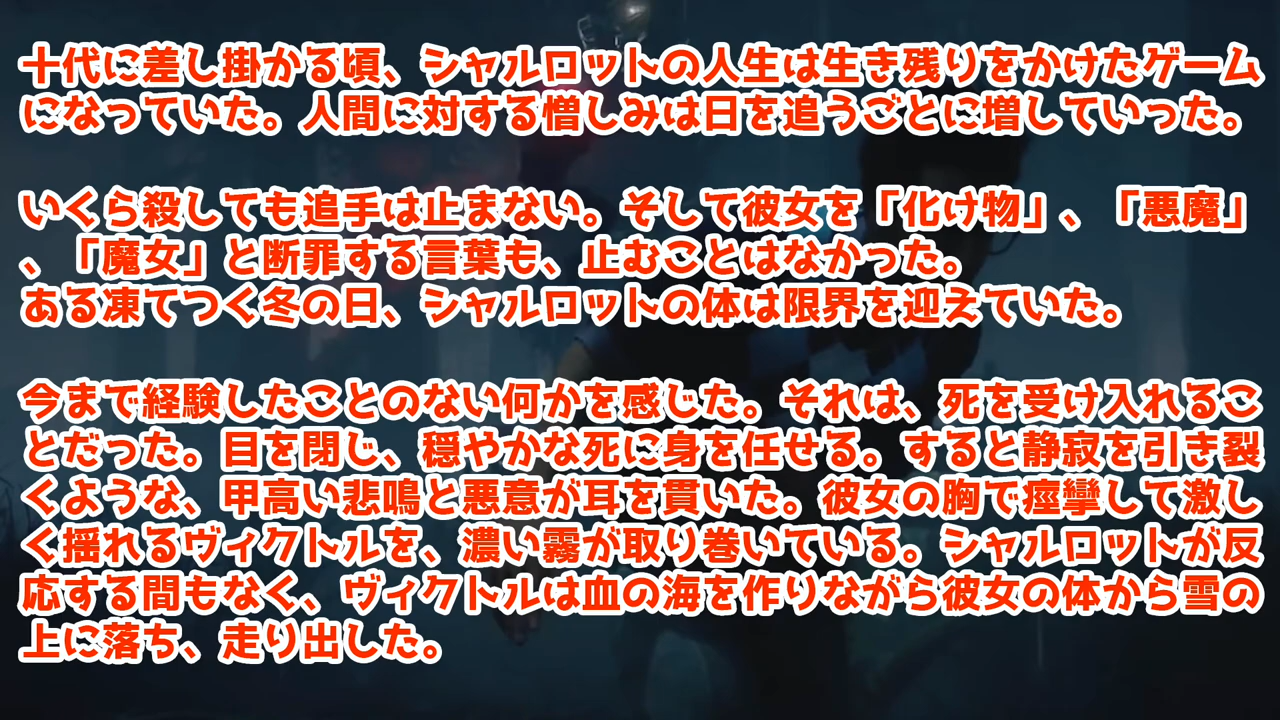 十代に差し掛かる頃、シャルロットの人生は生き残りをかけたゲーム
になっていた。人間に対する憎しみは日を追うごとに増していった。
いくら殺しても追手は止まない。そして彼女を「化け物」、「悪魔」
、「魔女」と断罪する言葉も、止むことはなかった。
ある凍てつく冬の日、シャルロットの体は限界を迎えていた。
今まで経験したことのない何かを感じた。それは、死を受け入れるこ
とだった。目を閉じ、穏やかな死に身を任せる。すると静寂を引き裂
くような、甲高い悲鳴と悪意が耳を貫いた。彼女の胸で痙攣して激し
く揺れるヴィクトルを、濃い霧が取り巻いている。シャルロットが反
応する間もなく、ヴィクトルは血の海を作りながら彼女の体から雪の
上に落ち、走り出した。